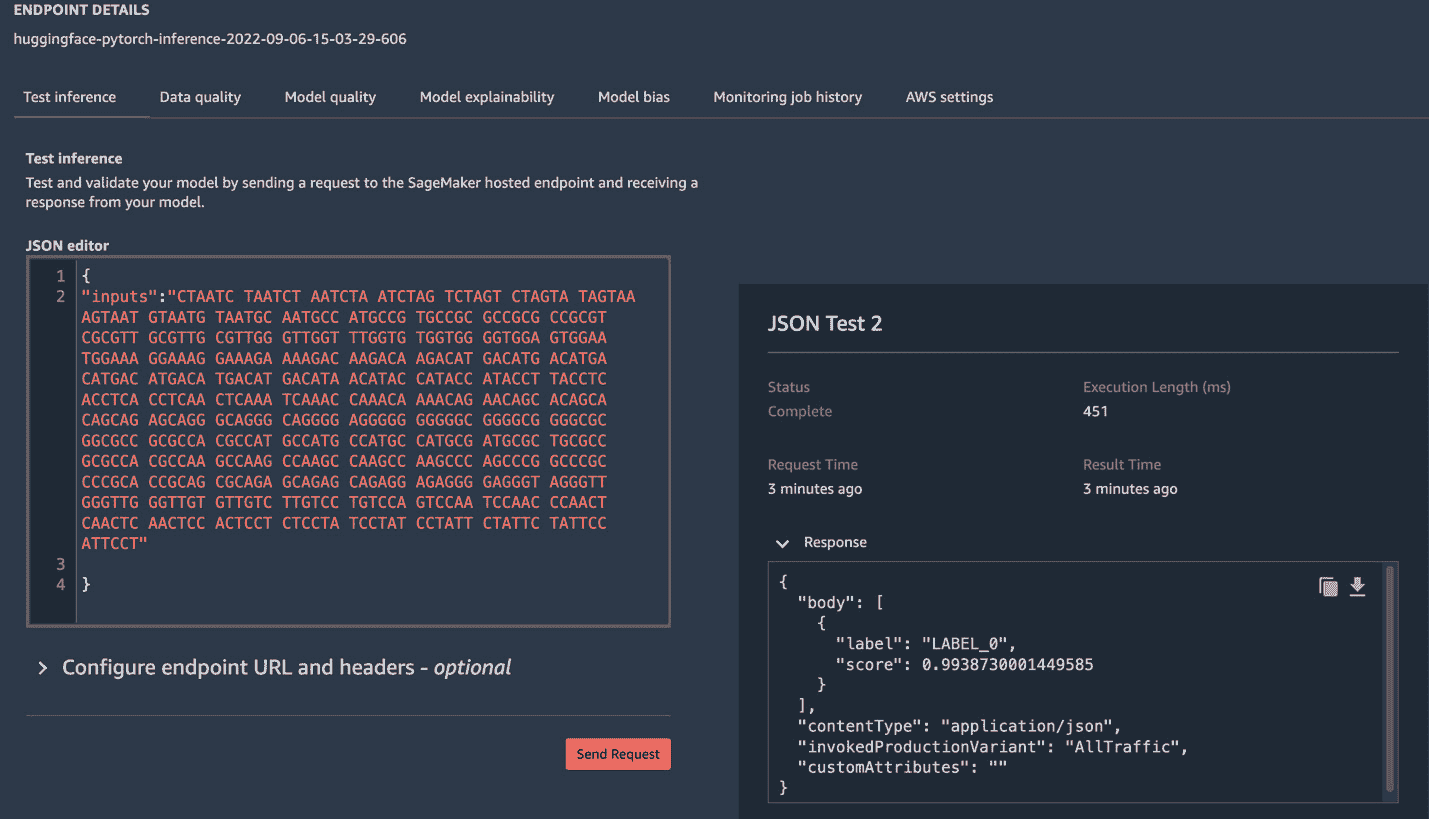 ENDPOINT DETAILS
huggingface-pytorch-inference-2022-09-06-15-03-29-606
Test inference Data quality Model quality Model explainability Model bias Monitoring job history AWS settings
Test inference
Test and validate your model by sending a request to the SageMaker hosted endpoint and receiving a
response from your model.
JSON editor
1 {
2 "inputs":"CTAATC TAATCT AATCTA ATCTAG TCTAGT CTAGTA TAGTAA
AGTAAT GTAATG TAATGC AATGCC ATGCCG TGCCGC GCCGCG CCGCGT
CGCGTT GCGTTG CGTTGG GTTGGT TTGGTG TGGTGG GGTGGA GTGGAA
TGGAAA GGAAAG GAAAGA AAAGAC AAGACA AGACAT GACATG ACATGA
CATGAC ATGACA TGACAT GACATA ACATAC CATACC ATACCT TACCTC
ACCTCA CCTCAA CTCAAA TCAAAC CAAACA AAACAG AACAGC ACAGCA
CAGCAG AGCAGG GCAGGG CAGGGG AGGGGG GGGGGC GGGGCG GGGCGC
GGCGCC GCGCCA CGCCAT GCCATG CCATGC CATGCG ATGCGC TGCGCC
GCGCCA CGCCAA GCCAAG CCAAGC CAAGCC AAGCCC AGCCCG GCCCGC
CCCGCA CCGCAG CGCAGA GCAGAG CAGAGG AGAGGG GAGGGT AGGGTT
GGGTTG GGTTGT GTTGTC TTGTCC TGTCCA GTCCAA TCCAAC CCAACT
CAACTC AACTCC ACTCCT CTCCTA TCCTAT CCTATT CTATTC TATTCC
ATTCCT"
3
4 }
Configure endpoint URL and headers - optional
Send Request
JSON Test 2
Status Execution Length (ms)
Complete 451
Request Time Result Time
3 minutes ago 3 minutes ago
Response
{
"body": [
{
"label": "LABEL_0",
"score": 0.9938730001449585
}
],
"contentType": "application/json",
"invokedProductionVariant": "AllTraffic",
"customAttributes": ""
}